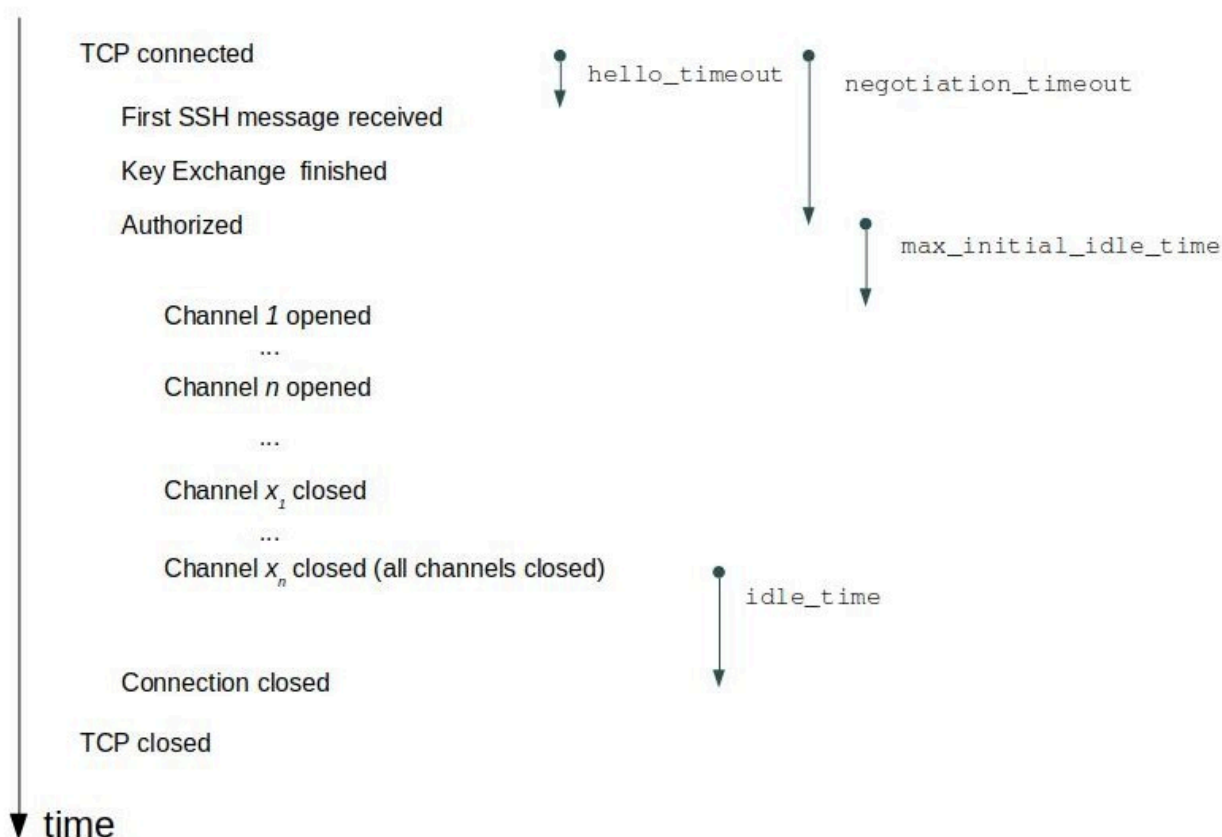 TCP connected
hello_timeout
negotiation_timeout
First SSH message received
Key Exchange  finished
Authorized
max_initial_idle_time
Channel 1 opened
...
Channel n opened
...
Channel x1 closed
...
Channel xn closed (all channels closed)
idle_time
Connection closed
TCP closed
time